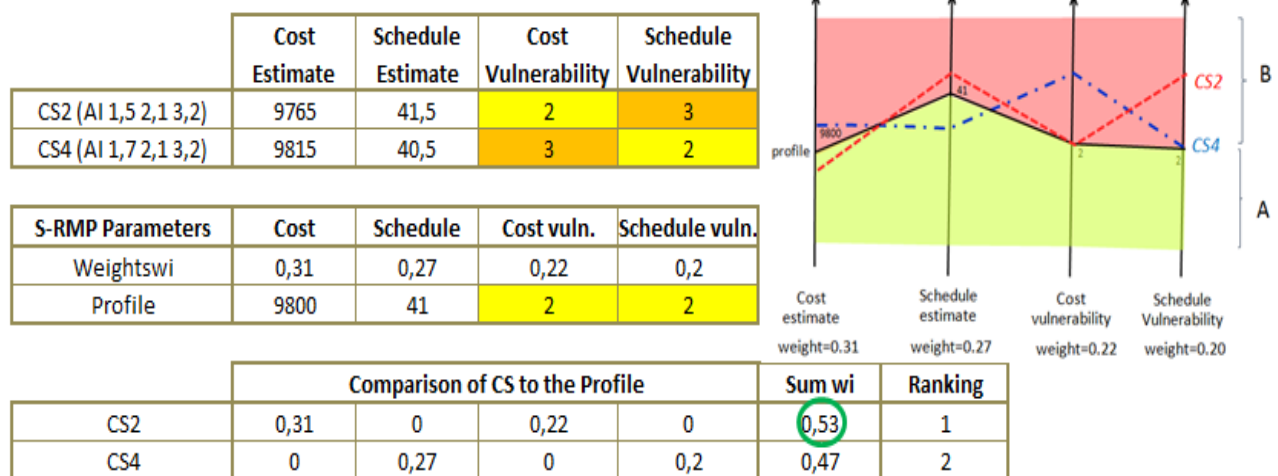 Cost Estimate Schedule Estimate Cost Vulnerability Schedule Vulnerability
CS2 (AI 1,5 2,1 3,2) 9765 41,5 2 3
CS4 (AI 1,7 2,1 3,2) 9815 40,5 3 2
S-RMP Parameters Cost Schedule Cost vuln. Schedule vuln.
Weightswi 0,31 0,27 0,22 0,2
Profile 9800 41 2 2
Comparison of CS to the Profile Sum wi Ranking
CS2 0,31 0 0,22 0 0,53 1
CS4 0 0,27 0 0,2 0,47 2
B
CS2
41
9800
profile
CS4
2
2
A
Cost estimate
weight=0.31
Schedule estimate
weight=0.27
Cost vulnerability
weight=0.22
Schedule Vulnerability
weight=0.20